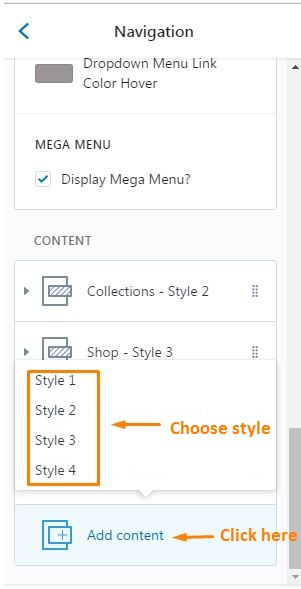 Navigation
Dropdown Menu Link
Color Hover
MEGA MENU
Display Mega Menu?
CONTENT
Collections - Style 2
Shop - Style 3
Style 1
Style 2
Choose style
Style 3
Style 4
Add content
Click here